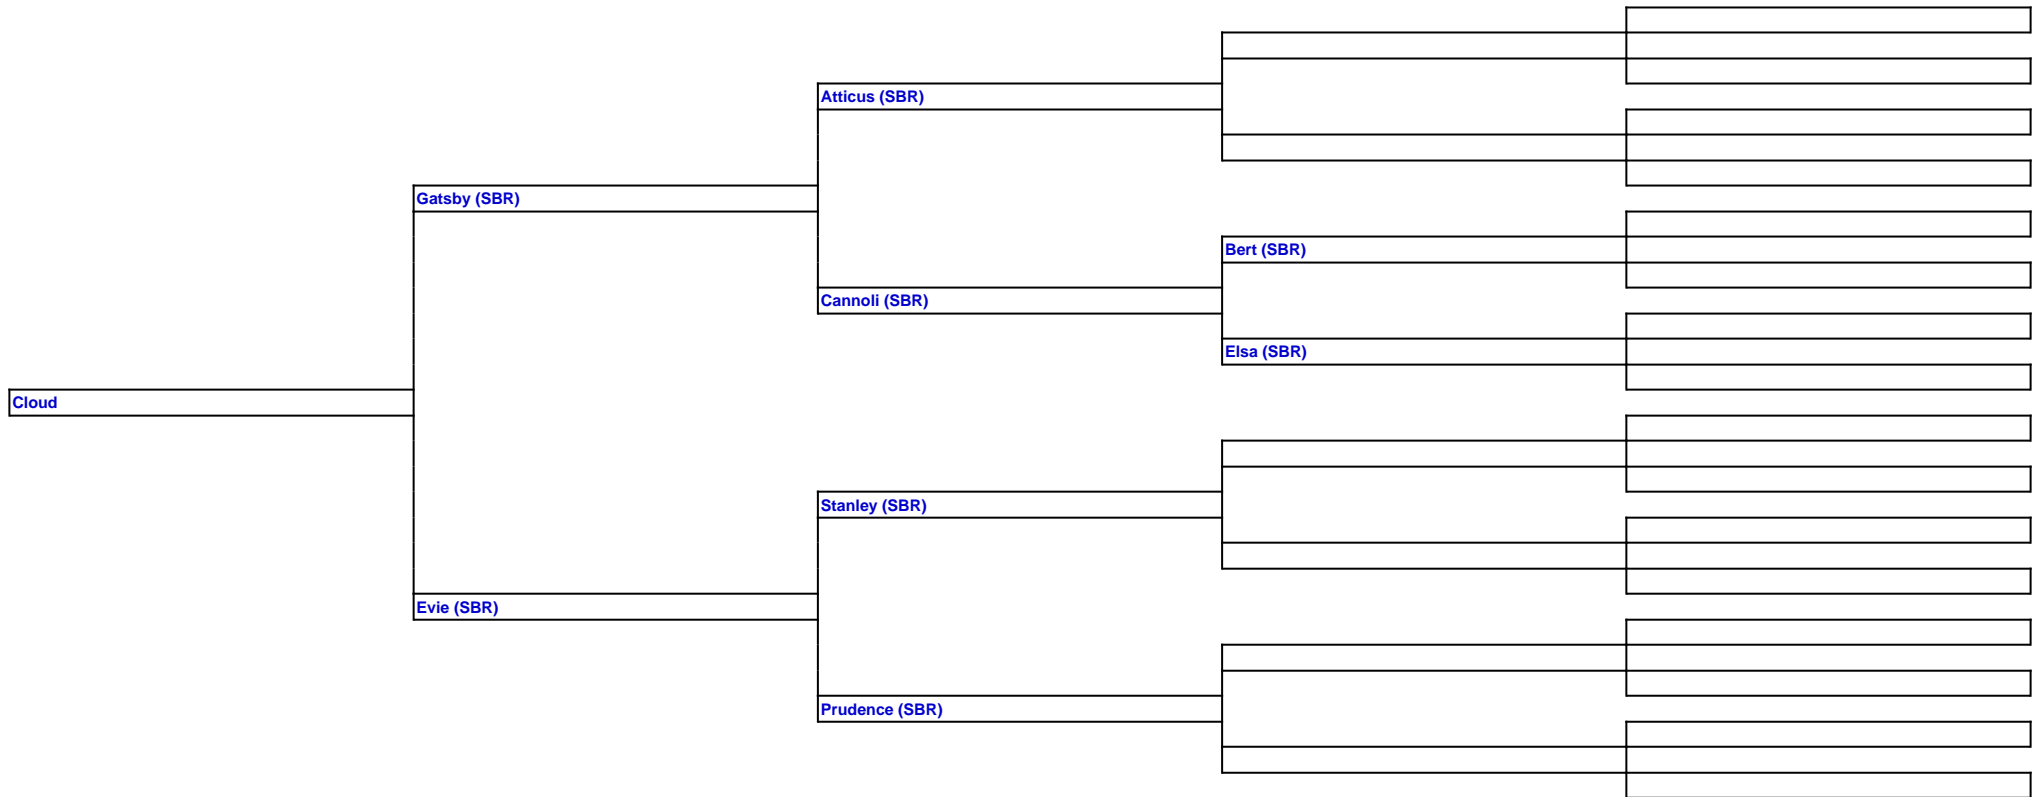 Atticus (SBR)
Gatsby (SBR)
Bert (SBR)
Cannoli (SBR)
Elsa (SBR)
Cloud
Stanley (SBR)
Evie (SBR)
Prudence (SBR)